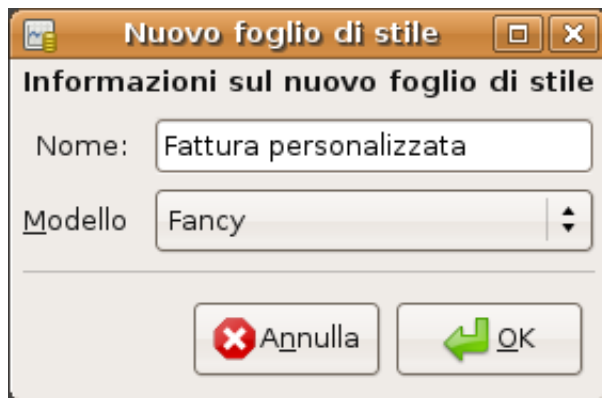 Nuovo foglio di stile
Informazioni sul nuovo foglio di stile
Nome: Fattura personalizzata
Modello Fancy
Annulla OK